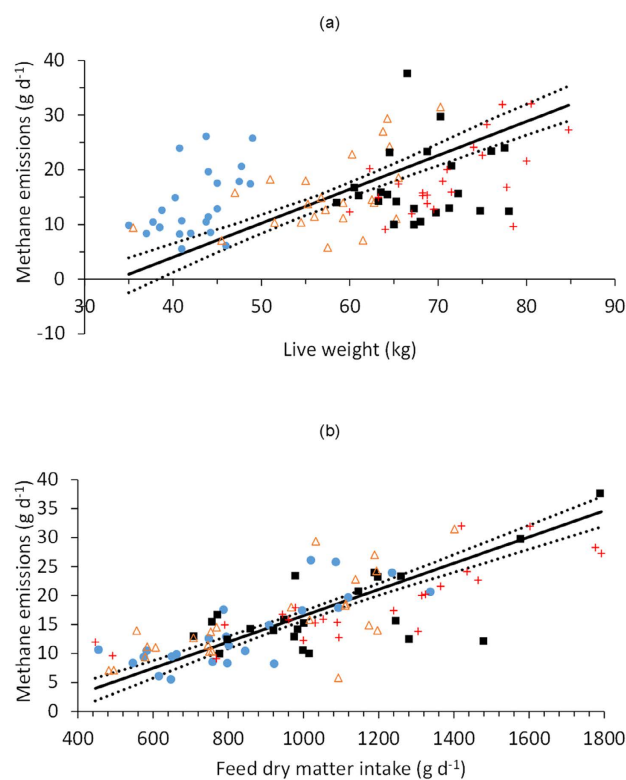 (a)
Methane emissions (g d⁻¹)
40
30
20
10
0
-10
30 40 50 60 70 80 90
Live weight (kg)
(b)
Methane emissions (g d⁻¹)
40
35
30
25
20
15
10
5
0
400 600 800 1000 1200 1400 1600 1800
Feed dry matter intake (g d⁻¹)